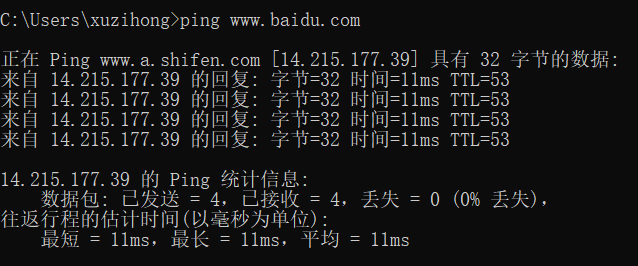 C:\Users\xuzihong>ping www.baidu.com
正在 Ping www.a.shifen.com [14.215.177.39] 具有 32 字节的数据:
来自 14.215.177.39 的回复: 字节=32 时间=11ms TTL=53
来自 14.215.177.39 的回复: 字节=32 时间=11ms TTL=53
来自 14.215.177.39 的回复: 字节=32 时间=11ms TTL=53
来自 14.215.177.39 的回复: 字节=32 时间=11ms TTL=53
14.215.177.39 的 Ping 统计信息:
数据包: 已发送 = 4，已接收 = 4，丢失 = 0 (0% 丢失)，
往返行程的估计时间(以毫秒为单位):
最短 = 11ms，最长 = 11ms，平均 = 11ms